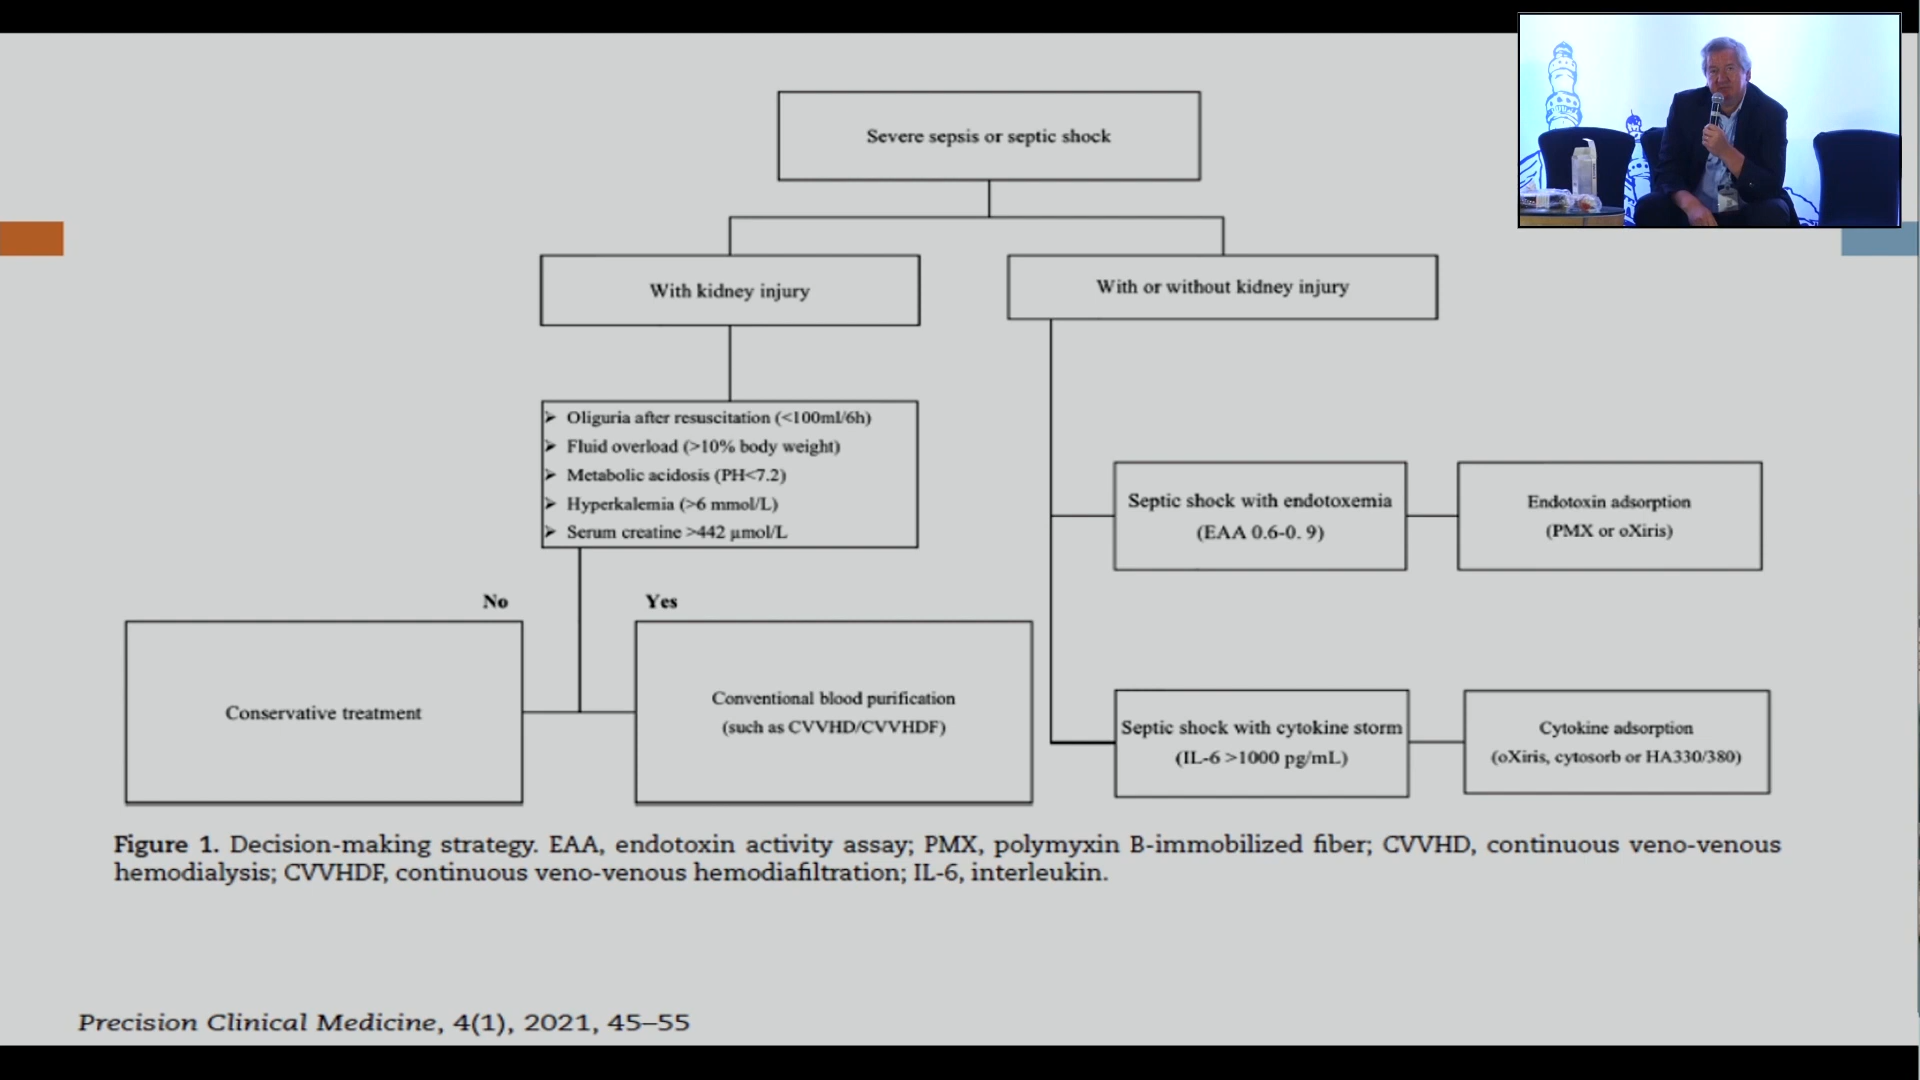 Severe sepsis or septic shock
With kidney injury
With or without kidney injury
➤ Oliguria after resuscitation (<100ml/6h)
➤ Fluid overload (>10% body weight)
➤ Metabolic acidosis (PH<7.2)
➤ Hyperkalemia (>6 mmol/L)
➤ Serum creatine >442 µmol/L
No
Yes
Conservative treatment
Conventional blood purification
(such as CVVHD/CVVHDF)
Septic shock with endotoxemia
(EAA 0.6-0. 9)
Endotoxin adsorption
(PMX or oXiris)
Septic shock with cytokine storm
(IL-6 >1000 pg/mL)
Cytokine adsorption
(oXiris, cytosorb or HA330/380)
Figure 1. Decision-making strategy. EAA, endotoxin activity assay; PMX, polymyxin B-immobilized fiber; CVVHD, continuous veno-venous
hemodialysis; CVVHDF, continuous veno-venous hemodiafiltration; IL-6, interleukin.
Precision Clinical Medicine, 4(1), 2021, 45–55